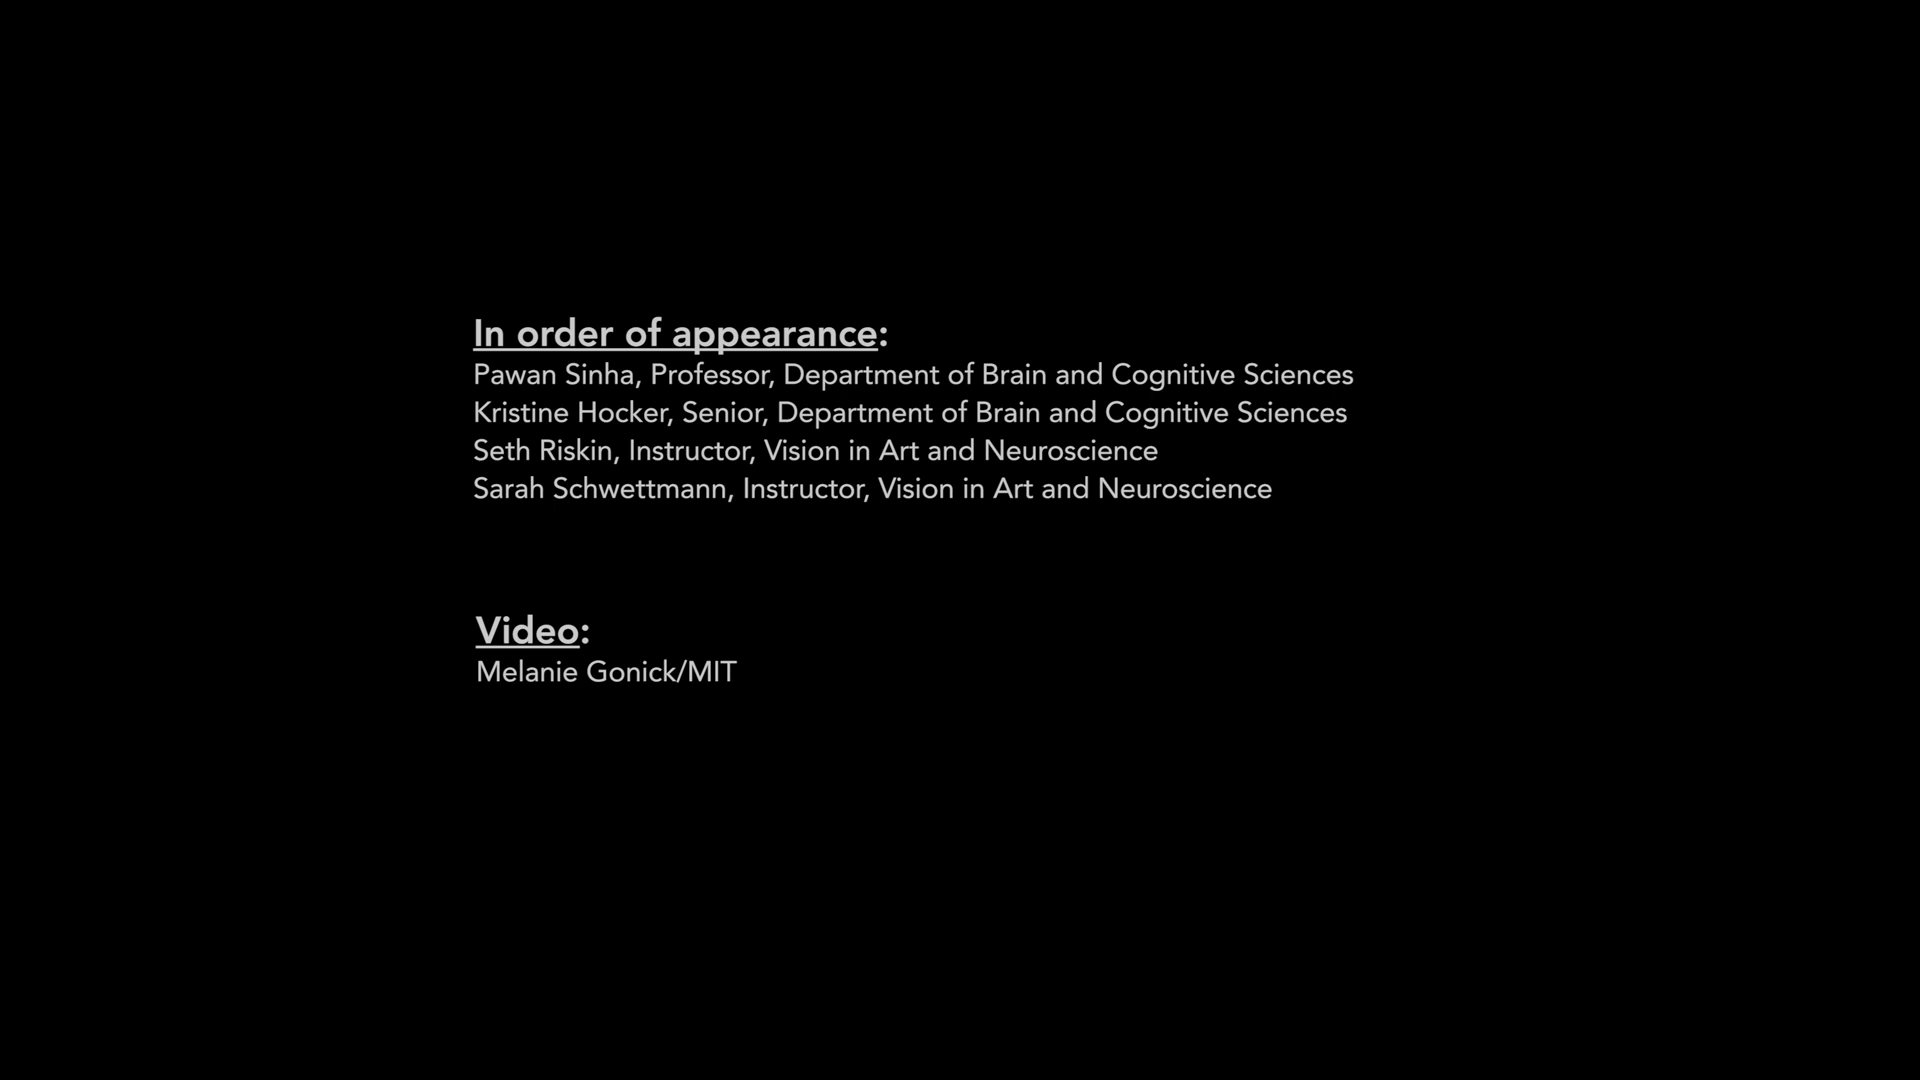 In order of appearance:
Pawan Sinha, Professor, Department of Brain and Cognitive Sciences
Kristine Hocker, Senior, Department of Brain and Cognitive Sciences
Seth Riskin, Instructor, Vision in Art and Neuroscience
Sarah Schwettmann, Instructor, Vision in Art and Neuroscience
Video:
Melanie Gonick/MIT